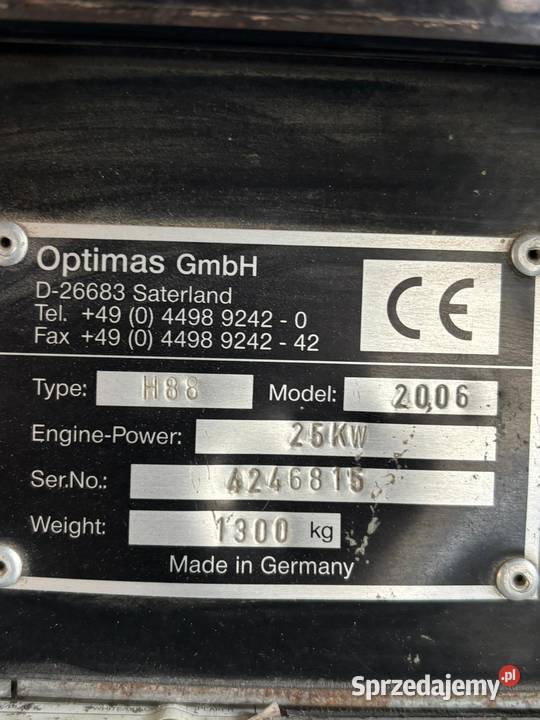 Optimas GmbH
D-26683 Saterland
Tel. +49 (0) 4498 9242 - 0
Fax +49 (0) 4498 9242 - 42
CE
Type: H88 Model: 2006
Engine-Power: 25KW
Ser.No.: 4246815
Weight: 1300 kg
Made in Germany
Sprzedajemy.pl